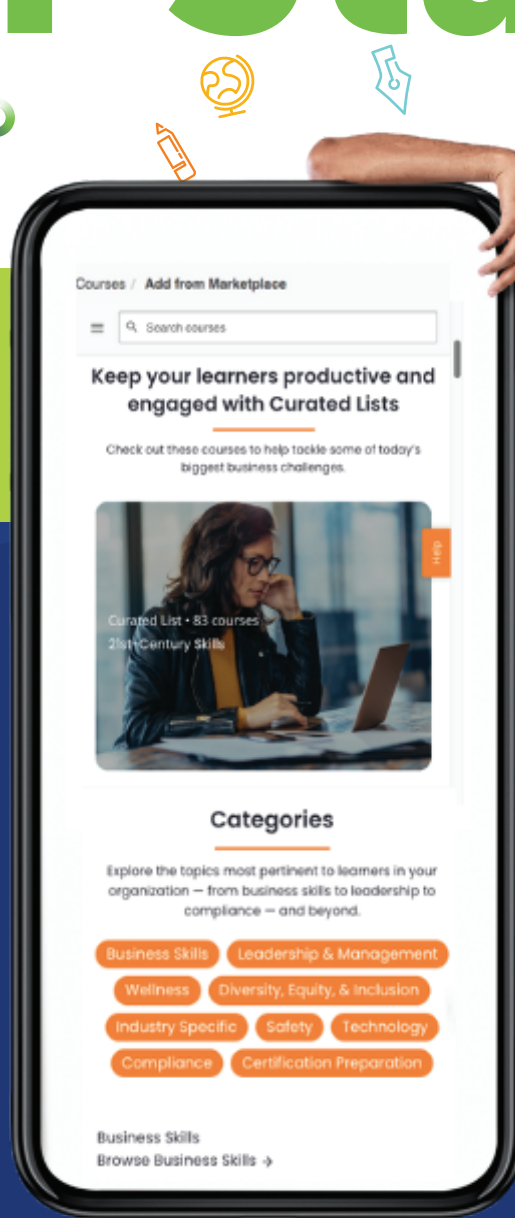 Courses / Add from Marketplace
Search courses
Keep your learners productive and
engaged with Curated Lists
Check out these courses to help tackle some of today's
biggest business challenges.
Help
Curated List • 83 courses
21st-Century Skills
Categories
Explore the topics most pertinent to learners in your
organization — from business skills to leadership to
compliance — and beyond.
Business Skills Leadership & Management
Wellness Diversity, Equity, & Inclusion
Industry Specific Safety Technology
Compliance Certification Preparation
Business Skills
Browse Business Skills →